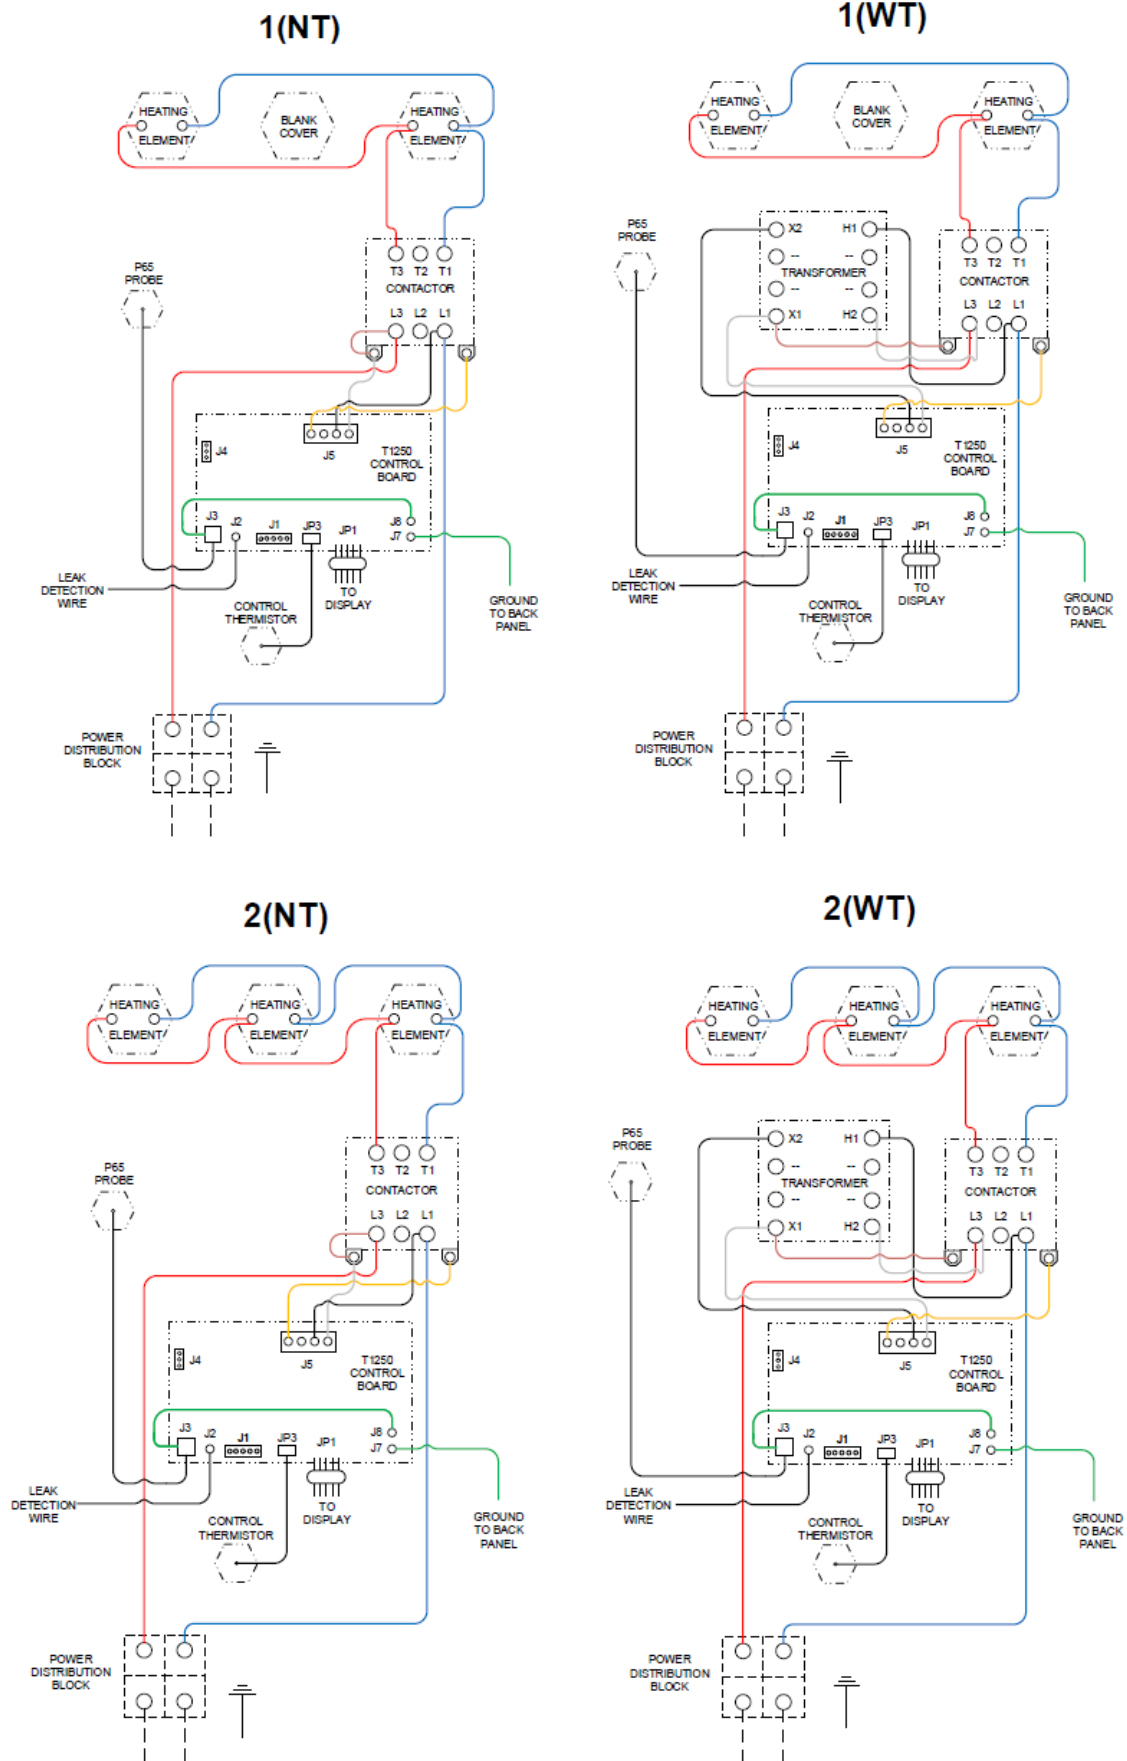 1(NT)
HEATING
ELEMENT
BLANK
COVER
HEATING
ELEMENT
T3 T2 T1
CONTACTOR
L3 L2 L1
P65
PROBE
J4
J5
T1250
CONTROL
BOARD
J3
J2
J1
JP3
JP1
J8
J7
LEAK
DETECTION
WIRE
TO
DISPLAY
CONTROL
THERMISTOR
GROUND
TO BACK
PANEL
POWER
DISTRIBUTION
BLOCK
1(WT)
HEATING
ELEMENT
BLANK
COVER
HEATING
ELEMENT
P65
PROBE
X2 H1
-- --
TRANSFORMER
-- --
X1 H2
T3 T2 T1
CONTACTOR
L3 L2 L1
J4
J5
T1250
CONTROL
BOARD
J3
J2
J1
JP3
JP1
J8
J7
LEAK
DETECTION
WIRE
TO
DISPLAY
CONTROL
THERMISTOR
GROUND
TO BACK
PANEL
POWER
DISTRIBUTION
BLOCK
2(NT)
HEATING
ELEMENT
HEATING
ELEMENT
HEATING
ELEMENT
T3 T2 T1
CONTACTOR
L3 L2 L1
P65
PROBE
J4
J5
T1250
CONTROL
BOARD
J3
J2
J1
JP3
JP1
J8
J7
LEAK
DETECTION
WIRE
TO
DISPLAY
CONTROL
THERMISTOR
GROUND
TO BACK
PANEL
POWER
DISTRIBUTION
BLOCK
2(WT)
HEATING
ELEMENT
HEATING
ELEMENT
HEATING
ELEMENT
P65
PROBE
X2 H1
-- --
TRANSFORMER
-- --
X1 H2
T3 T2 T1
CONTACTOR
L3 L2 L1
J4
J5
T1250
CONTROL
BOARD
J3
J2
J1
JP3
JP1
J8
J7
LEAK
DETECTION
WIRE
TO
DISPLAY
CONTROL
THERMISTOR
GROUND
TO BACK
PANEL
POWER
DISTRIBUTION
BLOCK